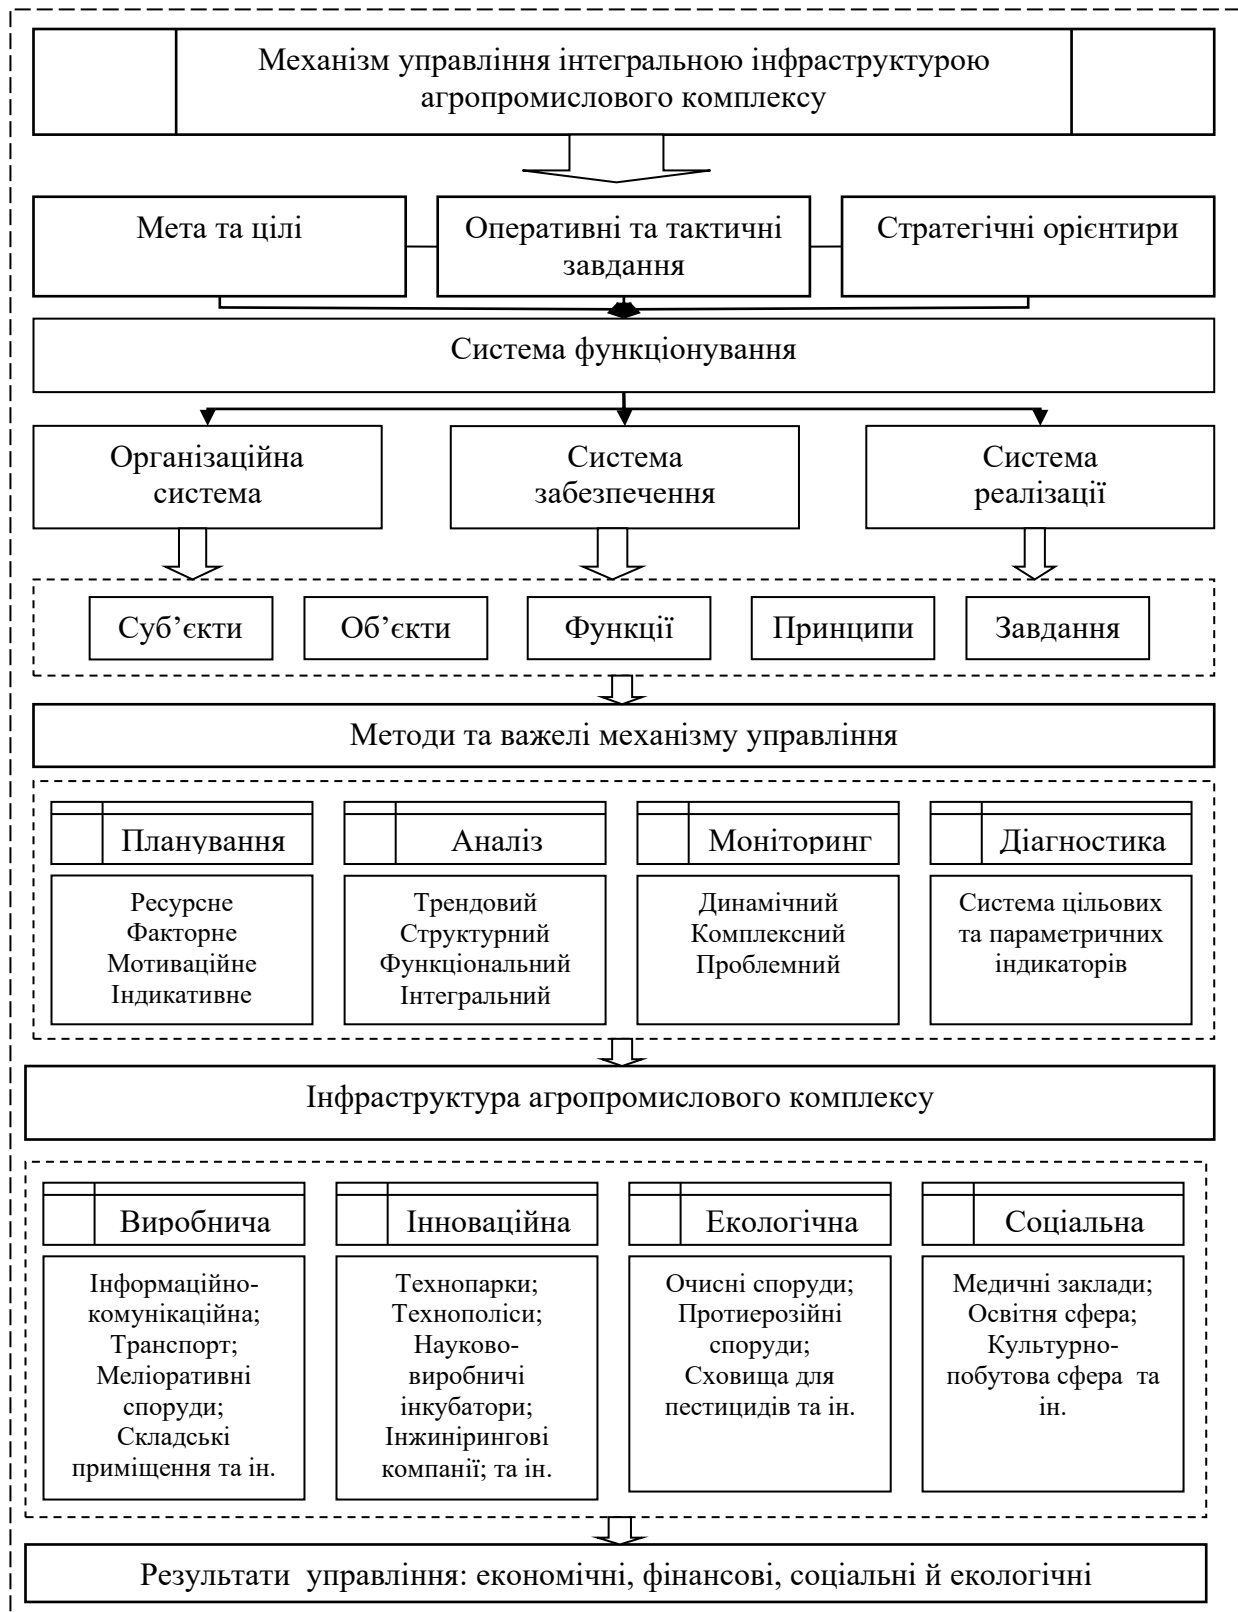 Механізм управління інтегральною інфраструктурою
агропромислового комплексу
Мета та цілі
Оперативні та тактичні
завдання
Стратегічні орієнтири
Система функціонування
Організаційна
система
Система
забезпечення
Система
реалізації
Суб’єкти
Об’єкти
Функції
Принципи
Завдання
Методи та важелі механізму управління
Планування
Аналіз
Моніторинг
Діагностика
Ресурсне
Факторне
Мотиваційне
Індикативне
Трендовий
Структурний
Функціональний
Інтегральний
Динамічний
Комплексний
Проблемний
Система цільових
та параметричних
індикаторів
Інфраструктура агропромислового комплексу
Виробнича
Інноваційна
Екологічна
Соціальна
Інформаційно-
комунікаційна;
Транспорт;
Меліоративні
споруди;
Складські
приміщення та ін.
Технопарки;
Технополіси;
Науково-
виробничі
інкубатори;
Інжинірингові
компанії; та ін.
Очисні споруди;
Протиерозійні
споруди;
Сховища для
пестицидів та ін.
Медичні заклади;
Освітня сфера;
Культурно-
побутова сфера та
ін.
Результати управління: економічні, фінансові, соціальні й екологічні